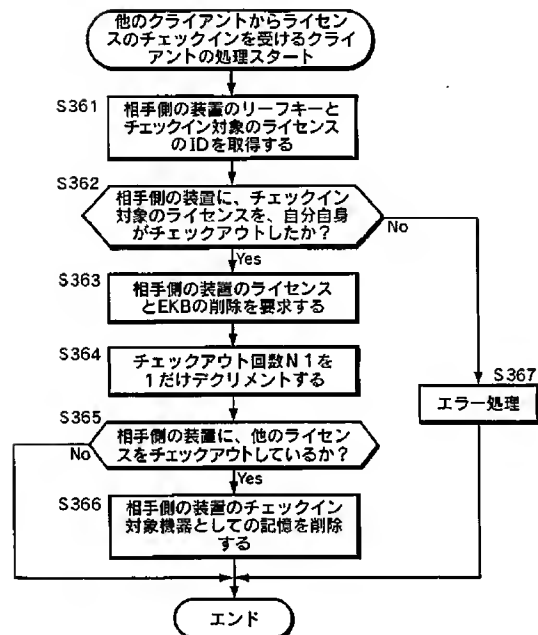 他のクライアントからライセン
スのチェックインを受けるクライ
アントの処理スタート
S361
相手側の装置のリーフキーと
チェックイン対象のライセンス
のIDを取得する
S362
相手側の装置に、チェックイン
対象のライセンスを、自分自身
がチェックアウトしたか?
No
Yes
S363
相手側の装置のライセンス
とEKBの削除を要求する
S364
チェックアウト回数N1を
1だけデクリメントする
S367
エラー処理
S365
相手側の装置に、他のライセン
スをチェックアウトしているか?
No
Yes
S366
相手側の装置のチェックイン
対象機器としての記憶を削除
する
エンド